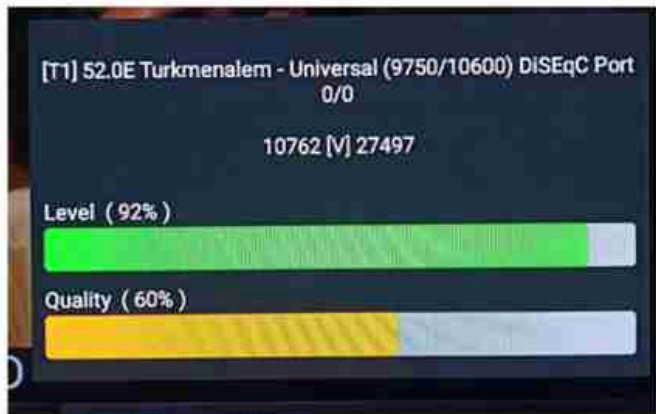 [T1] 52.0E Turkmenalem - Universal (9750/10600) DiSEqC Port
0/0
10762 [V] 27497
Level ( 92% )
Quality ( 60% )